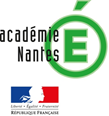 académie
Nantes
é
Liberté • Égalité • Fraternité
RÉPUBLIQUE FRANÇAISE